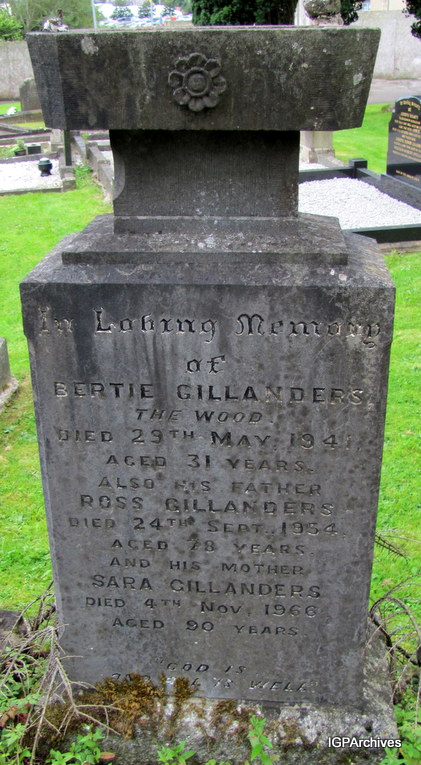 In Loving Memory
of
BERTIE GILLANDERS
THE WOOD
DIED 29TH MAY 1941.
AGED 31 YEARS.
ALSO HIS FATHER
ROSS GILLANDERS
DIED 24TH SEPT. 1954.
AGED 78 YEARS
AND HIS MOTHER
SARA GILLANDERS
DIED 4TH NOV. 1966
AGED 90 YEARS
"GOD IS
IS WELL"
IGPArchives